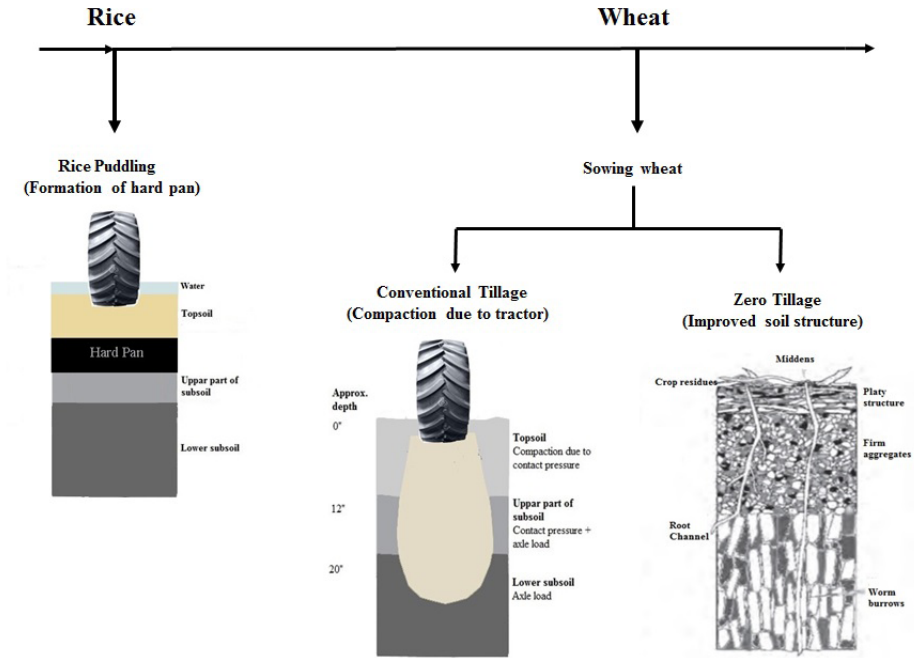 Rice
Wheat
Rice Puddling
(Formation of hard pan)
Water
Topsoil
Hard Pan
Uppar part of
subsoil
Lower subsoil
Sowing wheat
Conventional Tillage
(Compaction due to tractor)
Approx.
depth
0"
12"
20"
Topsoil
Compaction due to
contact pressure
Uppar part of
subsoil
Contact pressure +
axle load
Lower subsoil
Axle load
Zero Tillage
(Improved soil structure)
Middens
Crop residues
Platy
structure
Firm
aggregates
Root
Channel
Worm
burrows